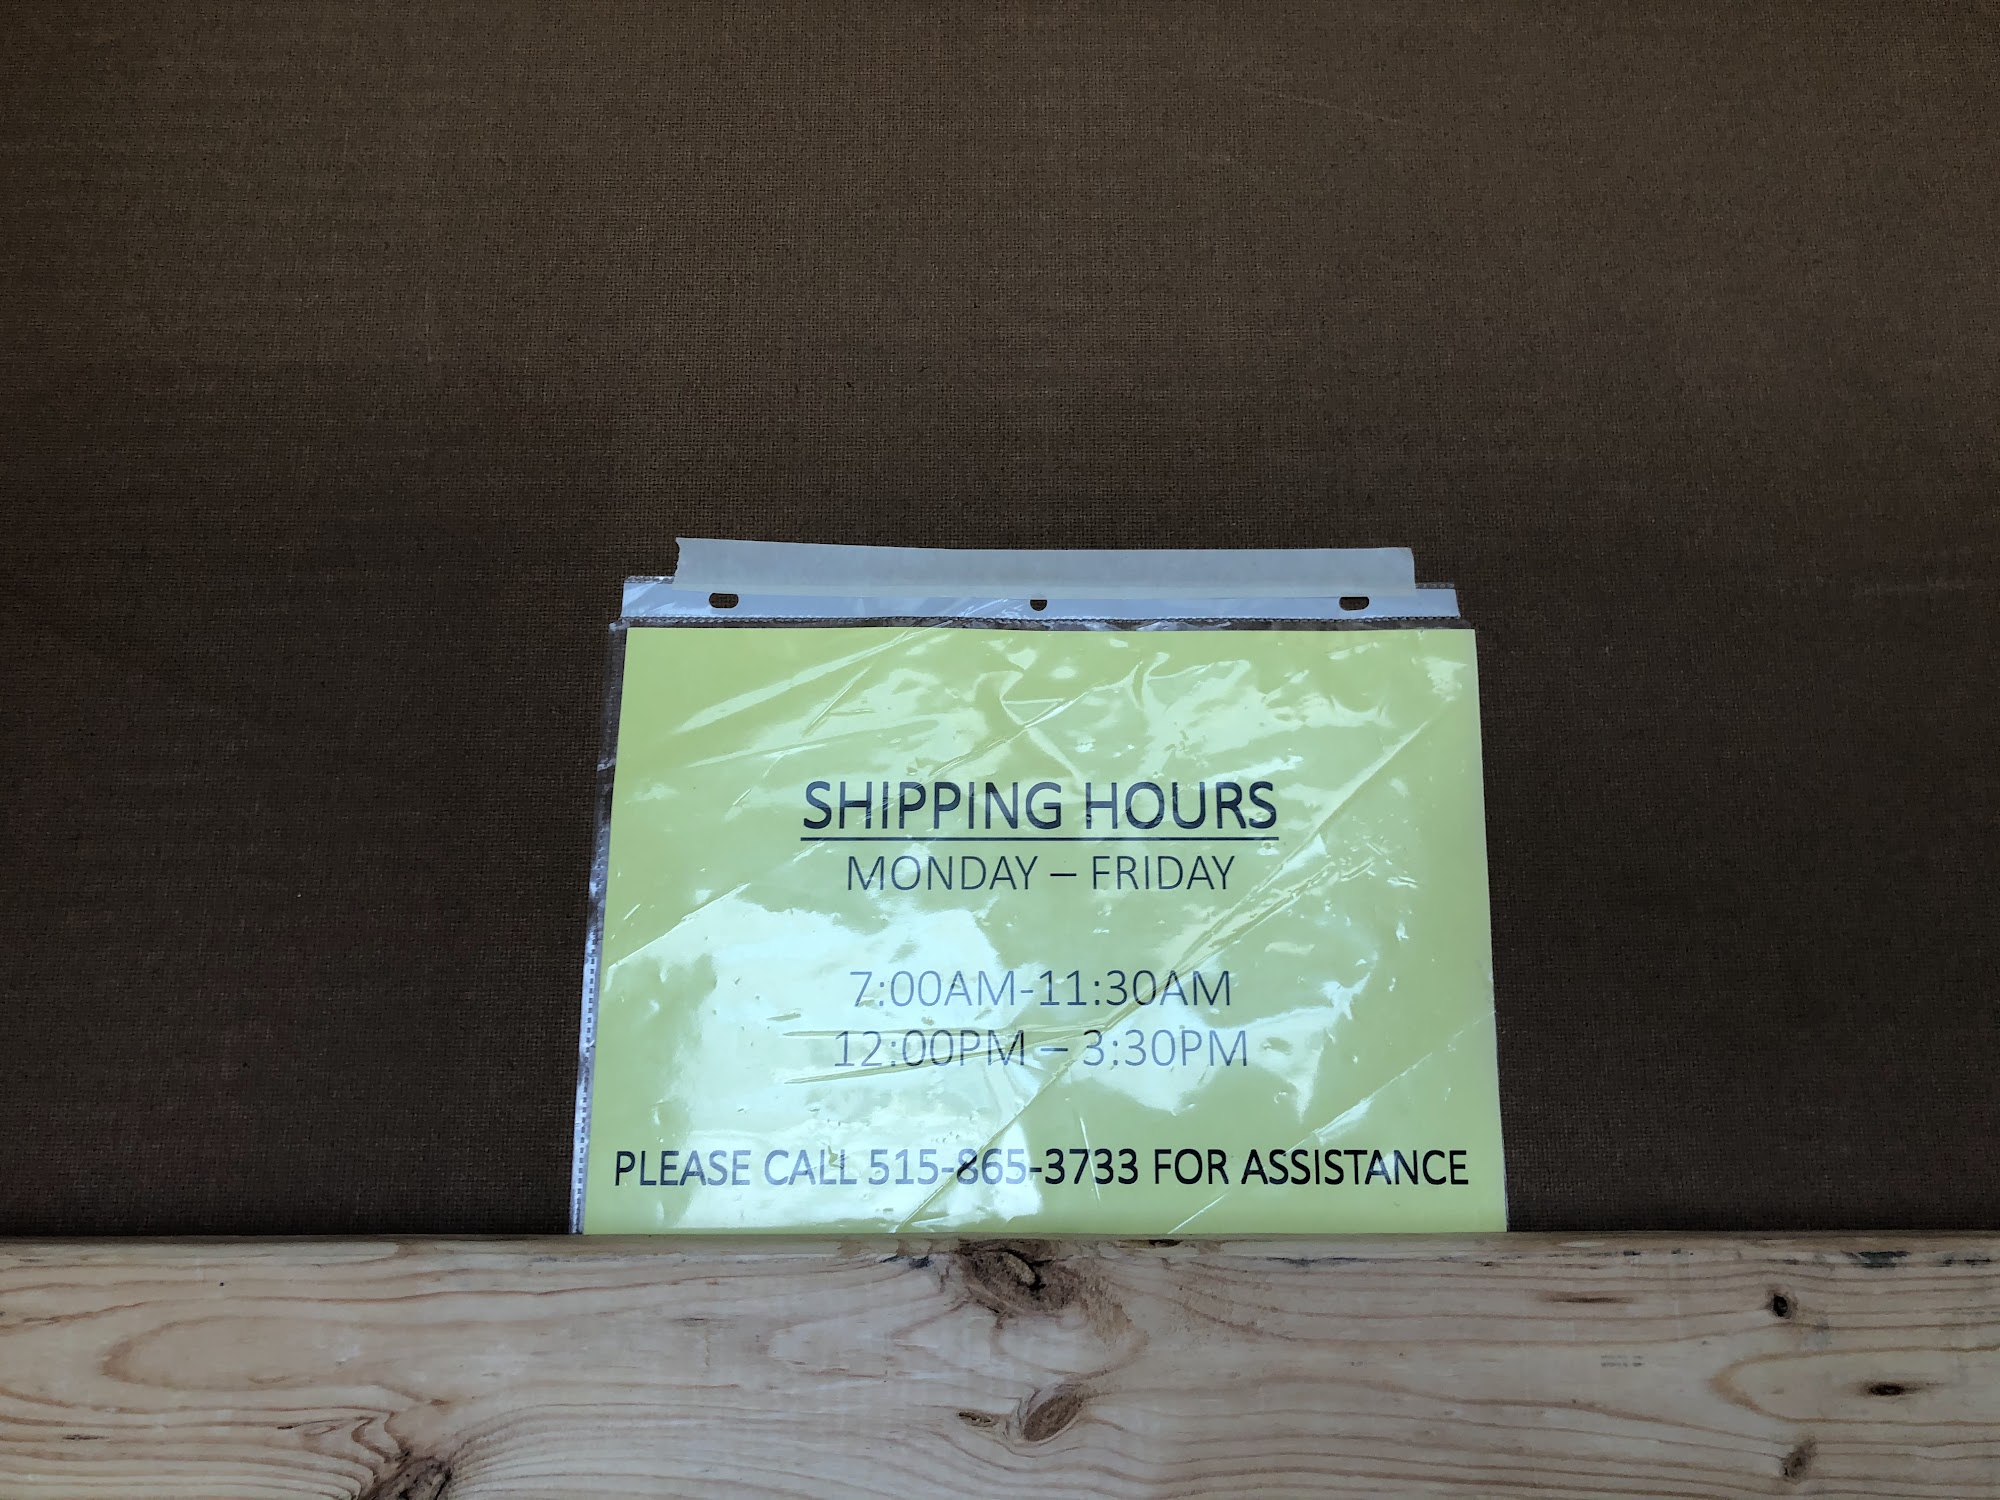 SHIPPING HOURS
MONDAY – FRIDAY
7:00AM-11:30AM
12:00PM – 3:30PM
PLEASE CALL 515-865-3733 FOR ASSISTANCE